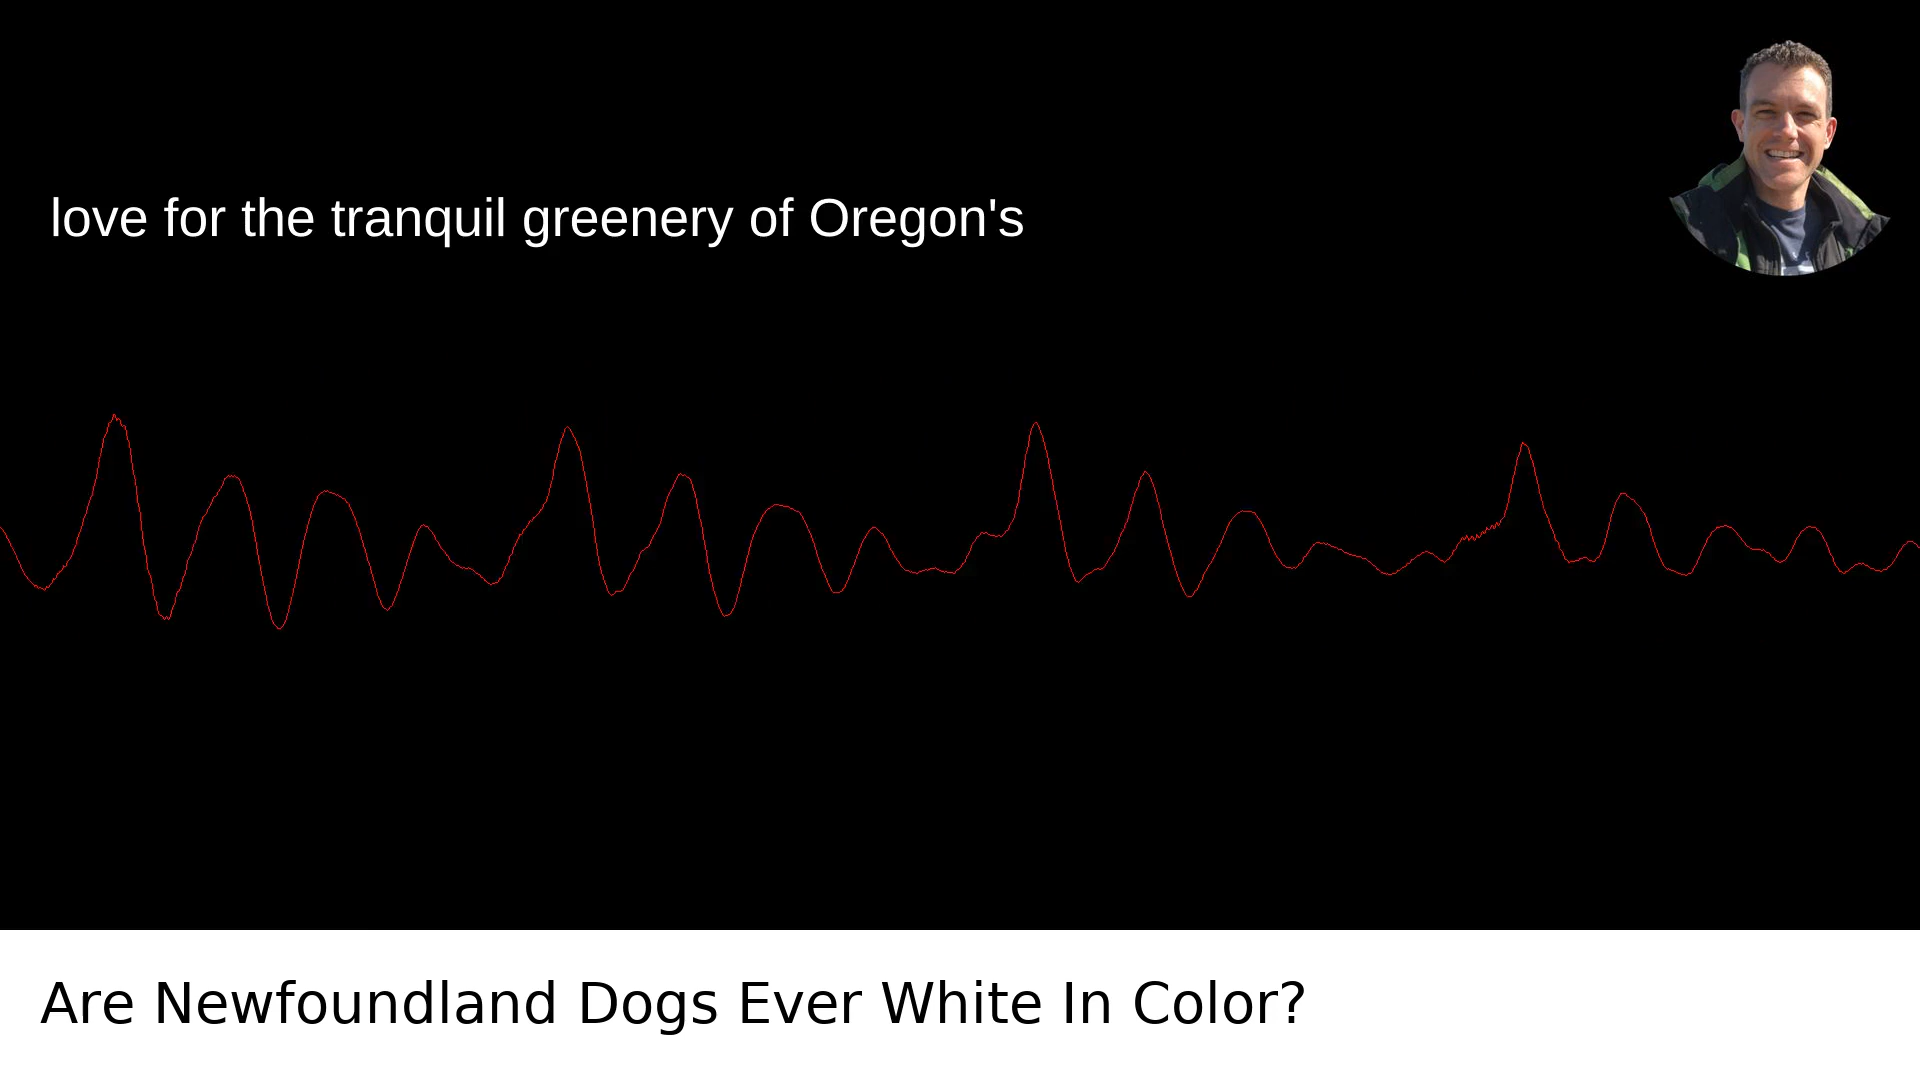 love for the tranquil greenery of Oregon's
Are Newfoundland Dogs Ever White In Color?